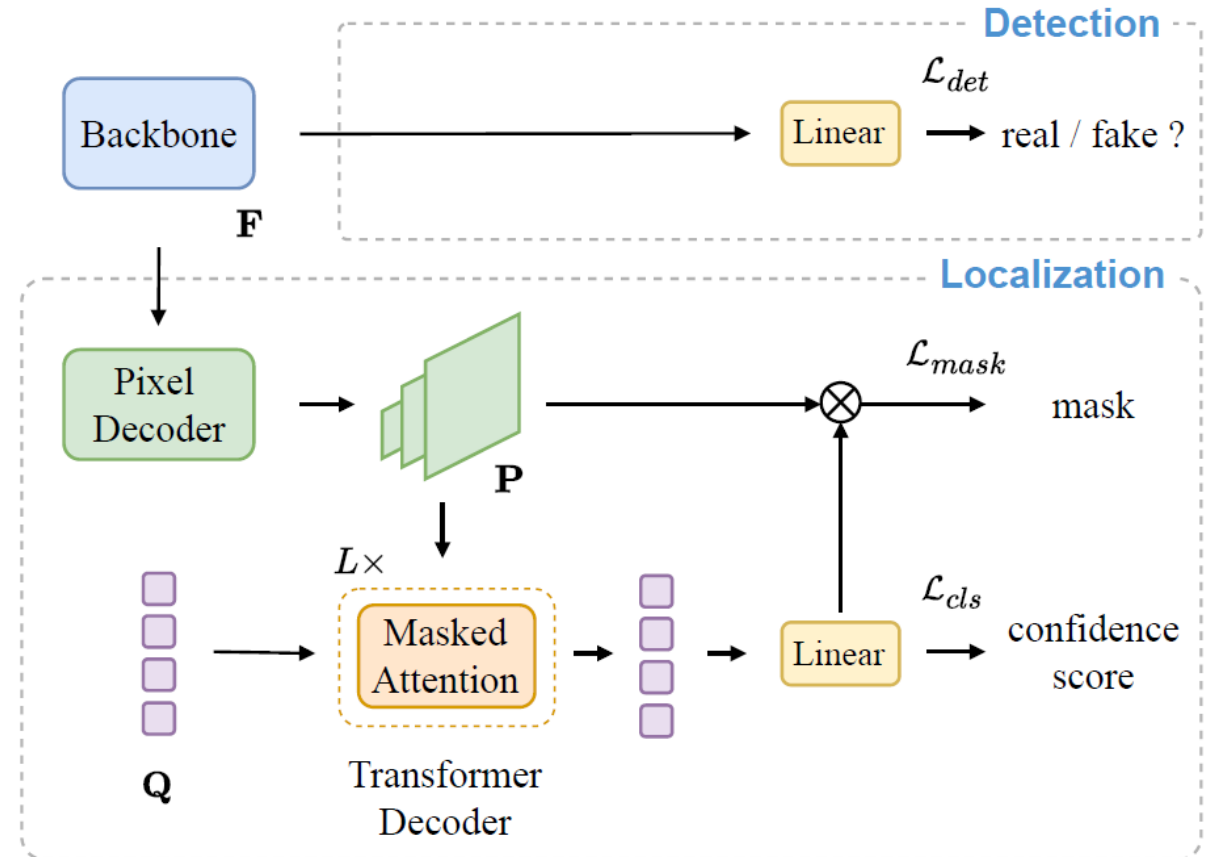 Detection
Backbone
Linear
ℒ_det
real / fake ?
F
Localization
Pixel
Decoder
P
ℒ_mask
mask
L×
Masked
Attention
Q
Transformer
Decoder
Linear
ℒ_cls
confidence
score